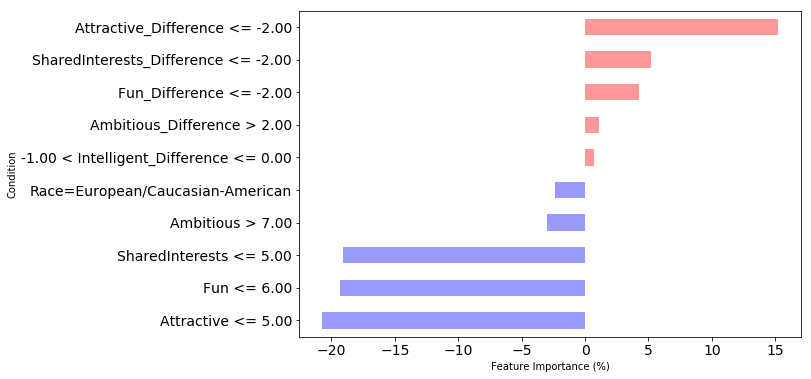 Attractive_Difference <= -2.00
SharedInterests_Difference <= -2.00
Fun_Difference <= -2.00
Ambitious_Difference > 2.00
-1.00 < Intelligent_Difference <= 0.00
Race=European/Caucasian-American
Ambitious > 7.00
SharedInterests <= 5.00
Fun <= 6.00
Attractive <= 5.00
Condition
−20 −15 −10 −5 0 5 10 15
Feature Importance (%)